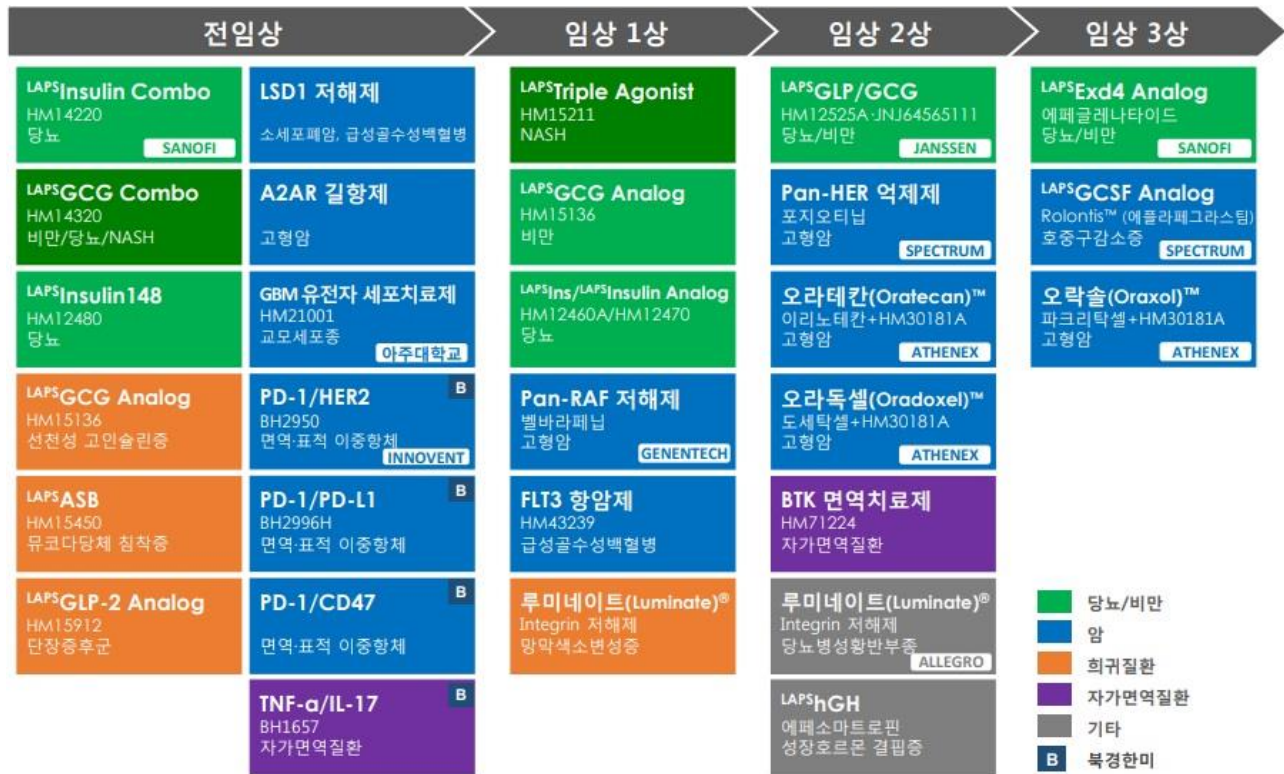 전임상
임상 1상
임상 2상
임상 3상
LAPSInsulin Combo
HM14220
당뇨
SANOFI
LAPSGCG Combo
HM14320
비만/당뇨/NASH
LAPSInsulin148
HM12480
당뇨
LAPSGCG Analog
HM15136
선천성 고인슐린증
LAPSASB
HM15450
뮤코다당체 침착증
LAPSGLP-2 Analog
HM15912
단장증후군
LSD1 저해제
소세포폐암, 급성골수성백혈병
A2AR 길항제
고형암
GBM 유전자 세포치료제
HM21001
교모세포종
아주대학교
PD-1/HER2
B
BH2950
면역·표적 이중항체
INNOVENT
PD-1/PD-L1
B
BH2996H
면역·표적 이중항체
PD-1/CD47
B
면역·표적 이중항체
TNF-α/IL-17
B
BH1657
자가면역질환
LAPSTriple Agonist
HM15211
NASH
LAPSGCG Analog
HM15136
비만
LAPSIns/LAPSInsulin Analog
HM12460A/HM12470
당뇨
Pan-RAF 저해제
벨바라페닙
고형암
GENENTECH
FLT3 항암제
HM43239
급성골수성백혈병
루미네이트(Luminate)®
Integrin 저해제
망막색소변성증
LAPSGLP/GCG
HM12525A·JNJ64565111
당뇨/비만
JANSSEN
Pan-HER 억제제
포지오티닙
고형암
SPECTRUM
오라테칸(Oratecan)™
이리노테칸+HM30181A
고형암
ATHENEX
오라독셀(Oradoxel)™
도세탁셀+HM30181A
고형암
ATHENEX
BTK 면역치료제
HM71224
자가면역질환
루미네이트(Luminate)®
Integrin 저해제
당뇨병성황반부종
ALLEGRO
LAPShGH
에페소마트로핀
성장호르몬 결핍증
LAPSExd4 Analog
에페글레나타이드
당뇨/비만
SANOFI
LAPSGCSF Analog
Rolontis™ (에플라페그라스팀)
호중구감소증
SPECTRUM
오락솔(Oraxol)™
파크리탁셀+HM30181A
고형암
ATHENEX
당뇨/비만
암
희귀질환
자가면역질환
기타
B 북경한미